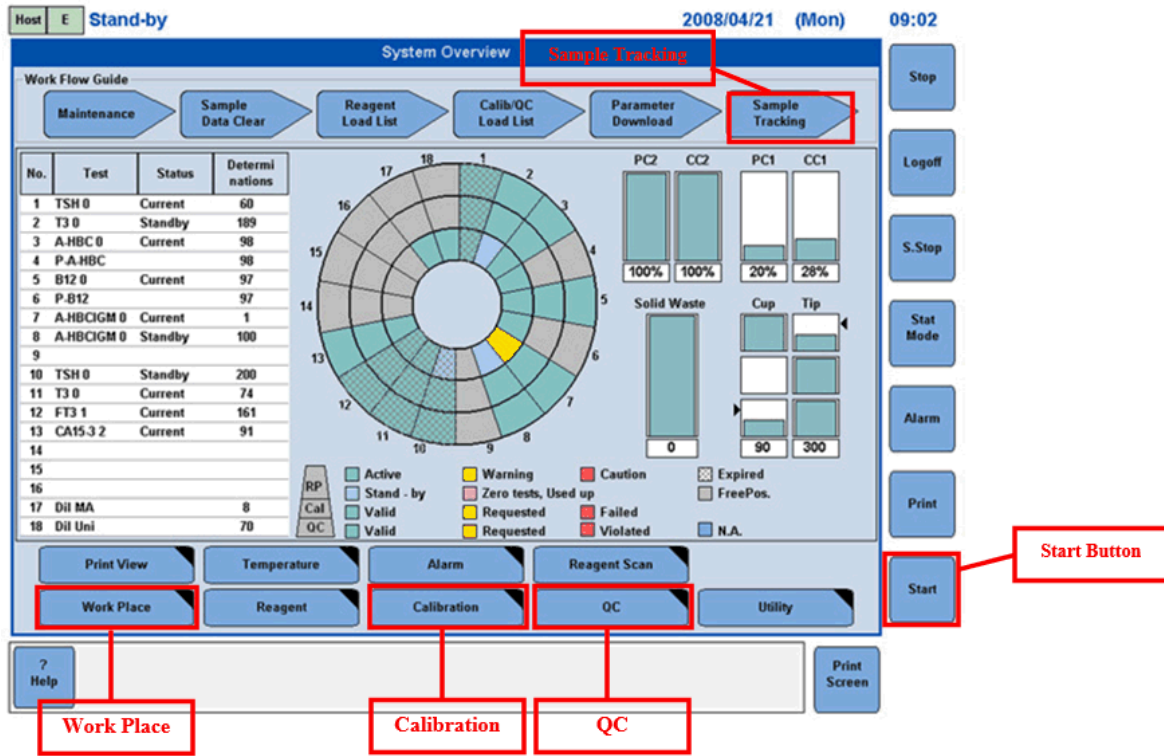 Host E Stand-by 2008/04/21 (Mon) 09:02
System Overview
Sample Tracking
Work Flow Guide
Maintenance
Sample
Data Clear
Reagent
Load List
Calib/QC
Load List
Parameter
Download
Sample
Tracking
No. Test Status Determi
nations
1 TSH 0 Current 60
2 T3 0 Standby 189
3 A-HBC 0 Current 98
4 P-A-HBC 98
5 B12 0 Current 97
6 P-B12 97
7 A-HBCIGM 0 Current 1
8 A-HBCIGM 0 Standby 100
9
10 TSH 0 Standby 200
11 T3 0 Current 74
12 FT3 1 Current 161
13 CA15-3 2 Current 91
14
15
16
17 Dil MA 8
18 Dil Uni 70
1
2
3
4
5
6
7
8
9
10
11
12
13
14
15
16
17
18
PC2 CC2 PC1 CC1
100% 100% 20% 28%
Solid Waste Cup Tip
0 90 300
RP
Cal
QC
Active Warning Caution Expired
Stand - by Zero tests, Used up FreePos.
Valid Requested Failed
Valid Requested Violated N.A.
Print View Temperature Alarm Reagent Scan
Work Place Reagent Calibration QC Utility
Stop
Logoff
S.Stop
Stat
Mode
Alarm
Print
Start
Start Button
?
Help
Print
Screen
Work Place Calibration QC